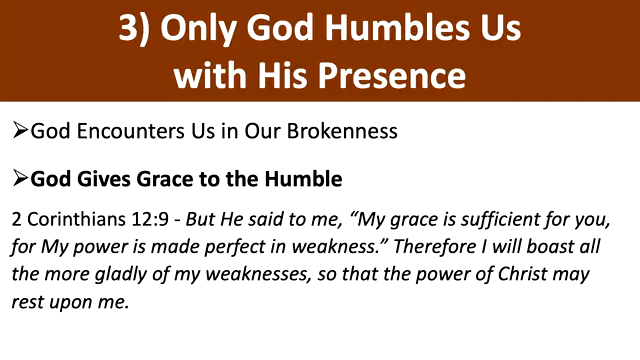 3) Only God Humbles Us
with His Presence
➢God Encounters Us in Our Brokenness
➢God Gives Grace to the Humble
2 Corinthians 12:9 - But He said to me, “My grace is sufficient for you,
for My power is made perfect in weakness.” Therefore I will boast all
the more gladly of my weaknesses, so that the power of Christ may
rest upon me.